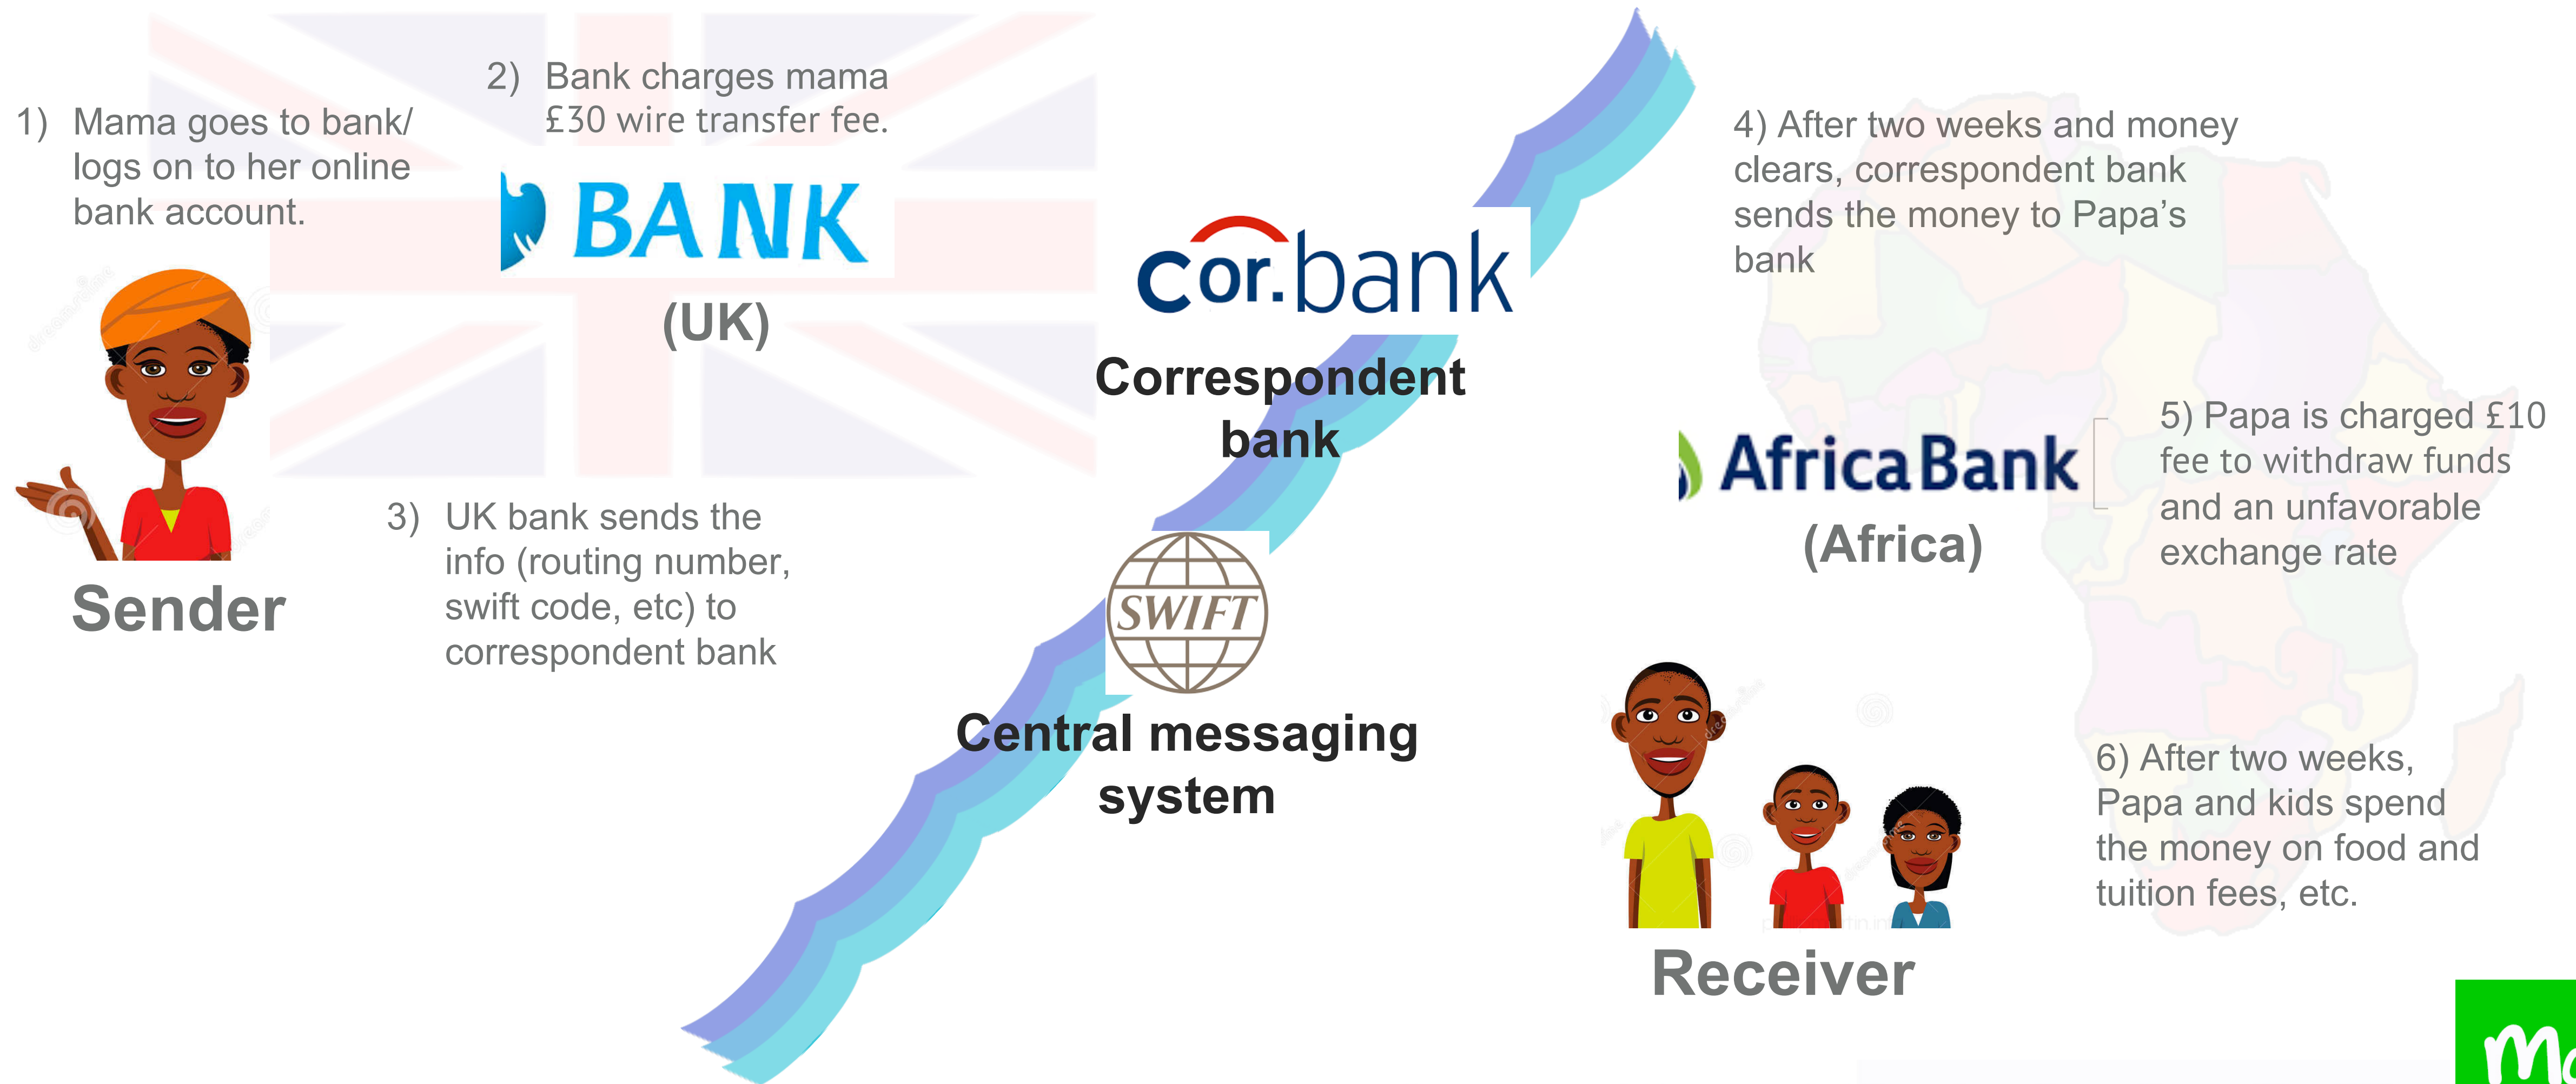 1) Mama goes to bank/
logs on to her online
bank account.
2) Bank charges mama
£30 wire transfer fee.
BANK
(UK)
Sender
3) UK bank sends the
info (routing number,
swift code, etc) to
correspondent bank
cor.bank
Correspondent
bank
SWIFT
Central messaging
system
4) After two weeks and money
clears, correspondent bank
sends the money to Papa’s
bank
AfricaBank
(Africa)
5) Papa is charged £10
fee to withdraw funds
and an unfavorable
exchange rate
6) After two weeks,
Papa and kids spend
the money on food and
tuition fees, etc.
Receiver